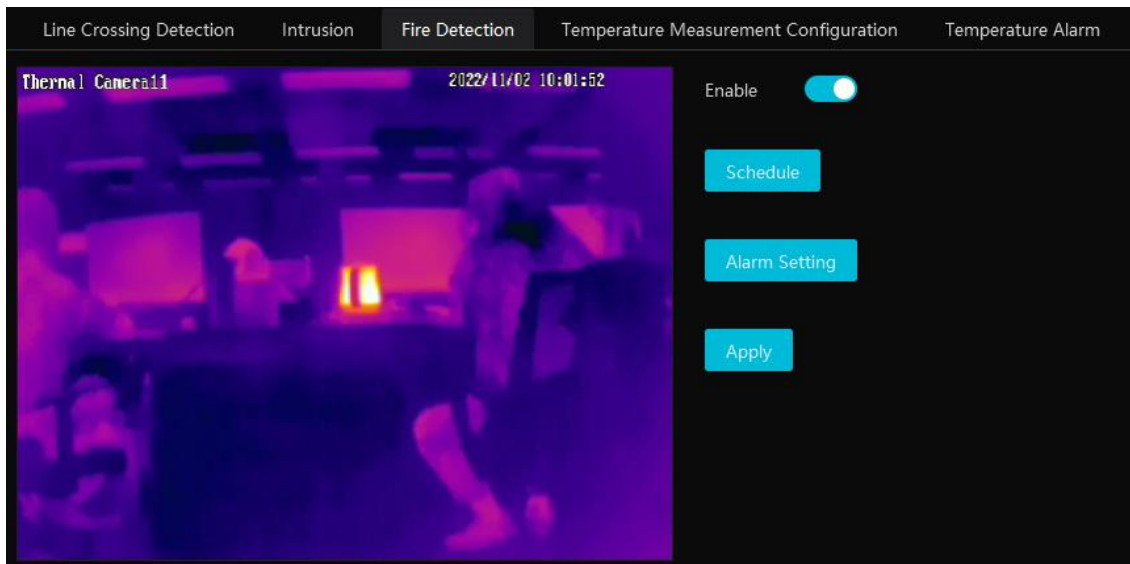 Line Crossing Detection Intrusion Fire Detection Temperature Measurement Configuration Temperature Alarm
Thernal Camera11 2022/11/02 10:01:52
Enable
Schedule
Alarm Setting
Apply